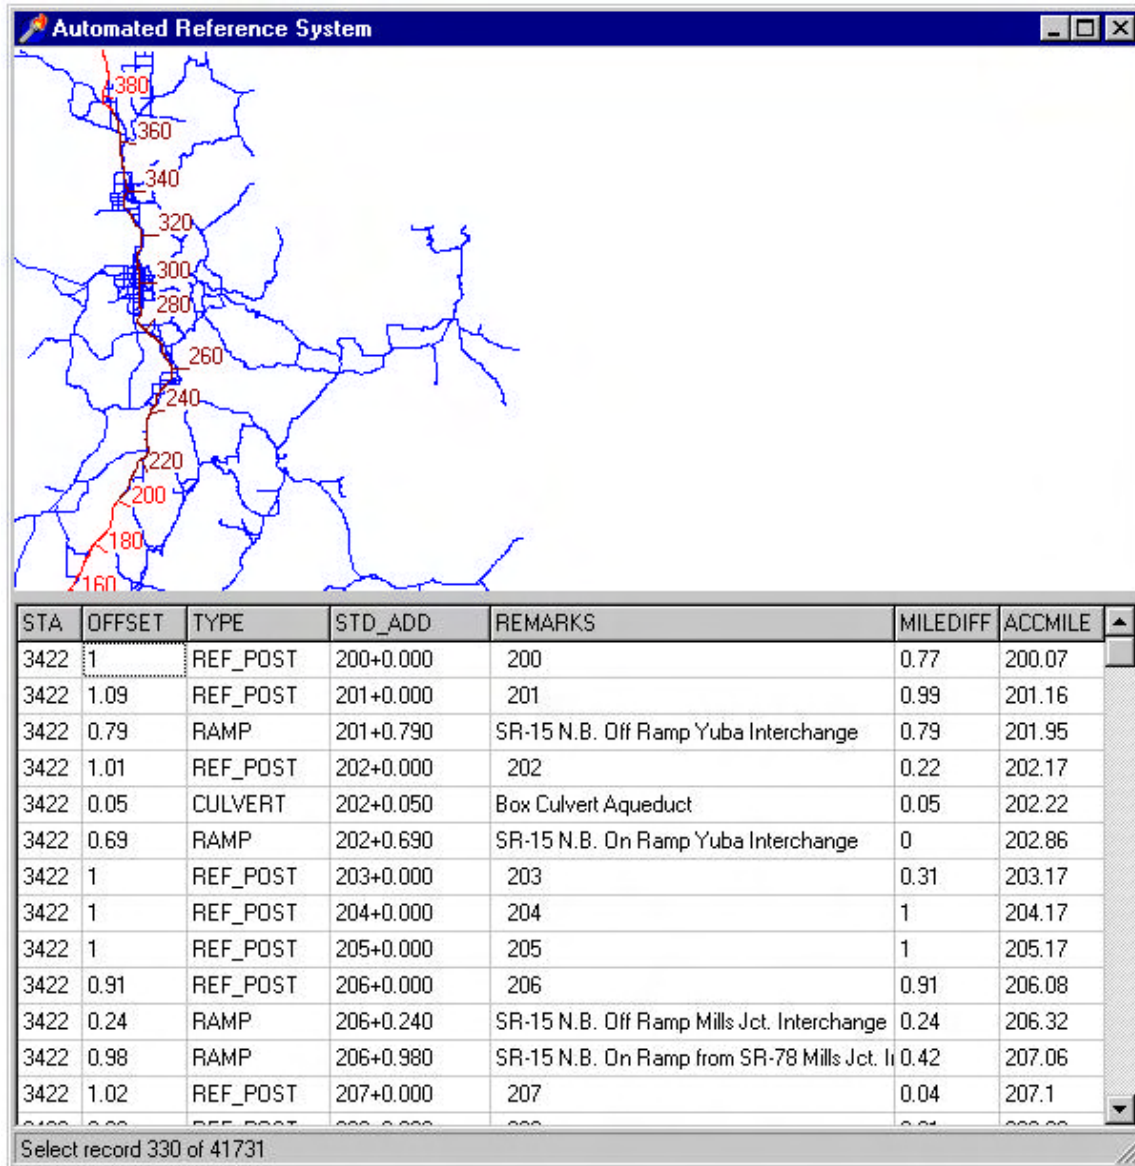 Automated Reference System
380
360
340
320
300
280
260
240
220
200
180
160
STA OFFSET TYPE STD_ADD REMARKS MILEDIFF ACCMILE
3422 1 REF_POST 200+0.000 200 0.77 200.07
3422 1.09 REF_POST 201+0.000 201 0.99 201.16
3422 0.79 RAMP 201+0.790 SR-15 N.B. Off Ramp Yuba Interchange 0.79 201.95
3422 1.01 REF_POST 202+0.000 202 0.22 202.17
3422 0.05 CULVERT 202+0.050 Box Culvert Aqueduct 0.05 202.22
3422 0.69 RAMP 202+0.690 SR-15 N.B. On Ramp Yuba Interchange 0 202.86
3422 1 REF_POST 203+0.000 203 0.31 203.17
3422 1 REF_POST 204+0.000 204 1 204.17
3422 1 REF_POST 205+0.000 205 1 205.17
3422 0.91 REF_POST 206+0.000 206 0.91 206.08
3422 0.24 RAMP 206+0.240 SR-15 N.B. Off Ramp Mills Jct. Interchange 0.24 206.32
3422 0.98 RAMP 206+0.980 SR-15 N.B. On Ramp from SR-78 Mills Jct. 0.42 207.06
3422 1.02 REF_POST 207+0.000 207 0.04 207.1
Select record 330 of 41731